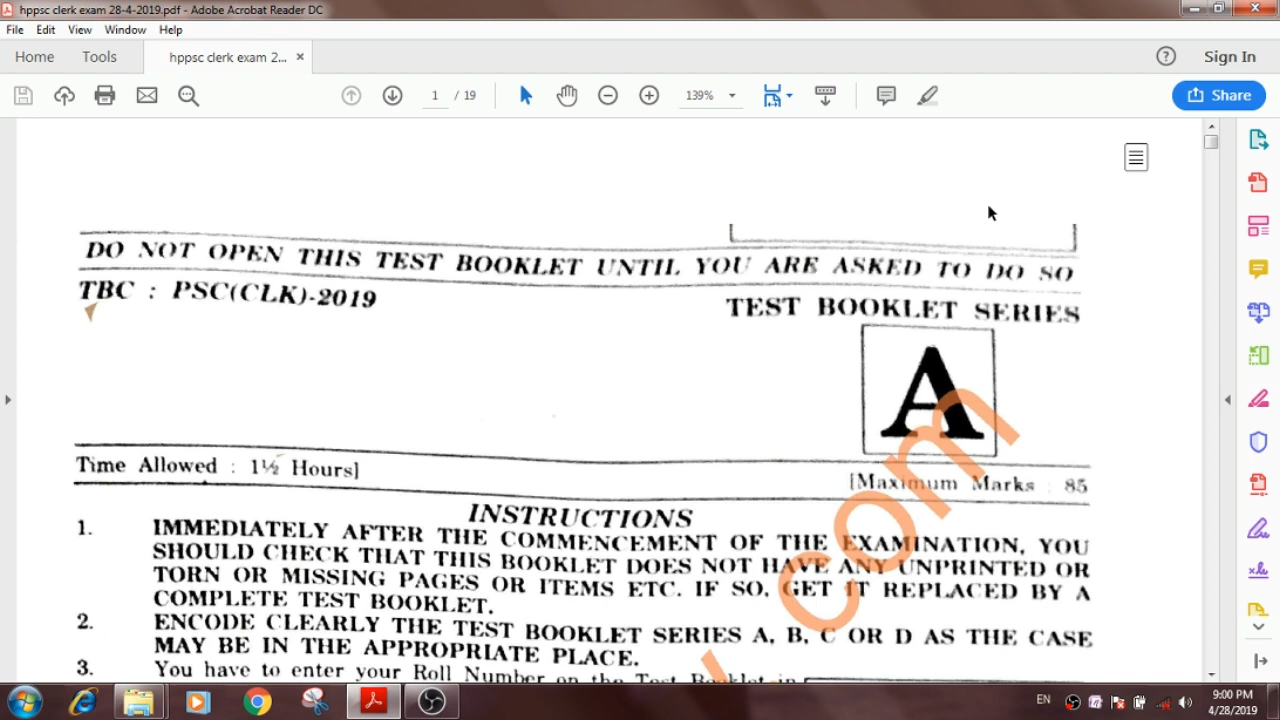 hppsc clerk exam 28-4-2019.pdf - Adobe Acrobat Reader DC
File Edit View Window Help
Home Tools hppsc clerk exam 2... × Sign In
1 / 19 139% Share
DO NOT OPEN THIS TEST BOOKLET UNTIL YOU ARE ASKED TO DO SO
TBC : PSC(CLK)-2019
TEST BOOKLET SERIES
A
Time Allowed : 1½ Hours]
[Maximum Marks : 85
INSTRUCTIONS
1. IMMEDIATELY AFTER THE COMMENCEMENT OF THE EXAMINATION, YOU
SHOULD CHECK THAT THIS BOOKLET DOES NOT HAVE ANY UNPRINTED OR
TORN OR MISSING PAGES OR ITEMS ETC. IF SO, GET IT REPLACED BY A
COMPLETE TEST BOOKLET.
2. ENCODE CLEARLY THE TEST BOOKLET SERIES A, B, C OR D AS THE CASE
MAY BE IN THE APPROPRIATE PLACE.
3. You have to enter your Roll Number on the Test Booklet in
com
EN 9:00 PM
4/28/2019